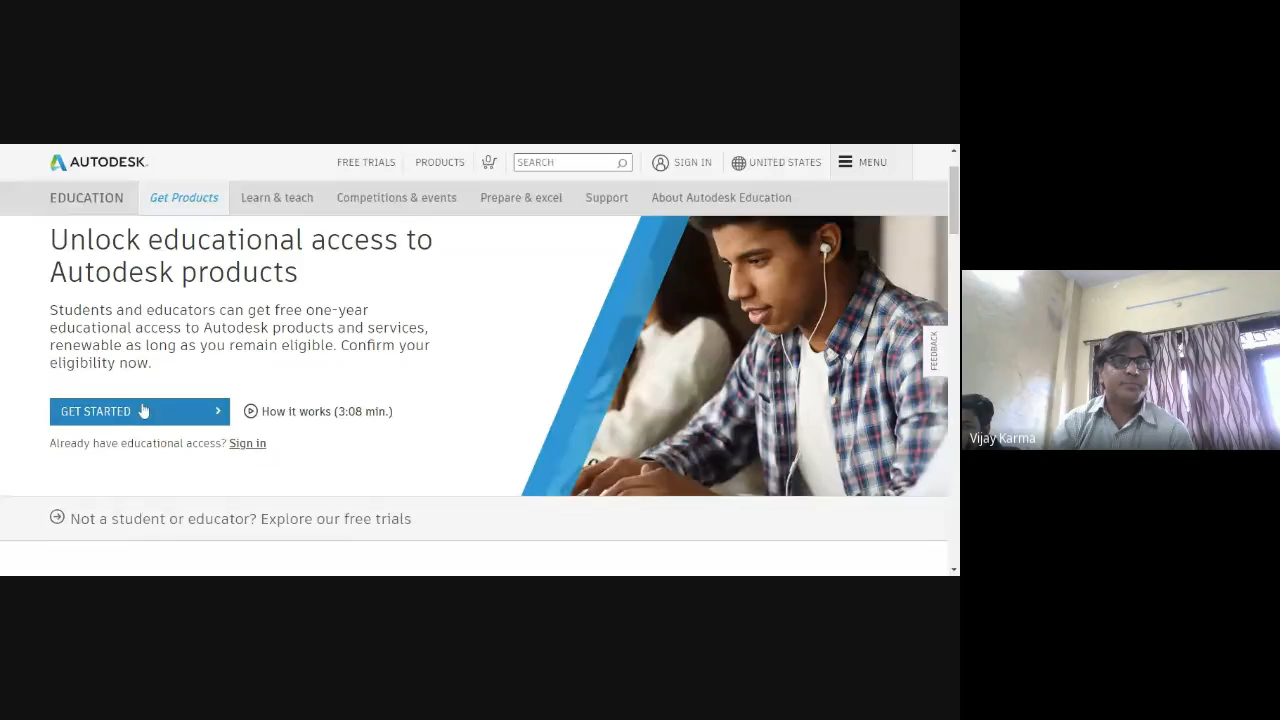 AUTODESK
FREE TRIALS
PRODUCTS
SEARCH
SIGN IN
UNITED STATES
MENU
EDUCATION
Get Products
Learn & teach
Competitions & events
Prepare & excel
Support
About Autodesk Education
Unlock educational access to
Autodesk products
Students and educators can get free one-year
educational access to Autodesk products and services,
renewable as long as you remain eligible. Confirm your
eligibility now.
GET STARTED
How it works (3:08 min.)
Already have educational access? Sign in
FEEDBACK
Not a student or educator? Explore our free trials
Vijay Karma